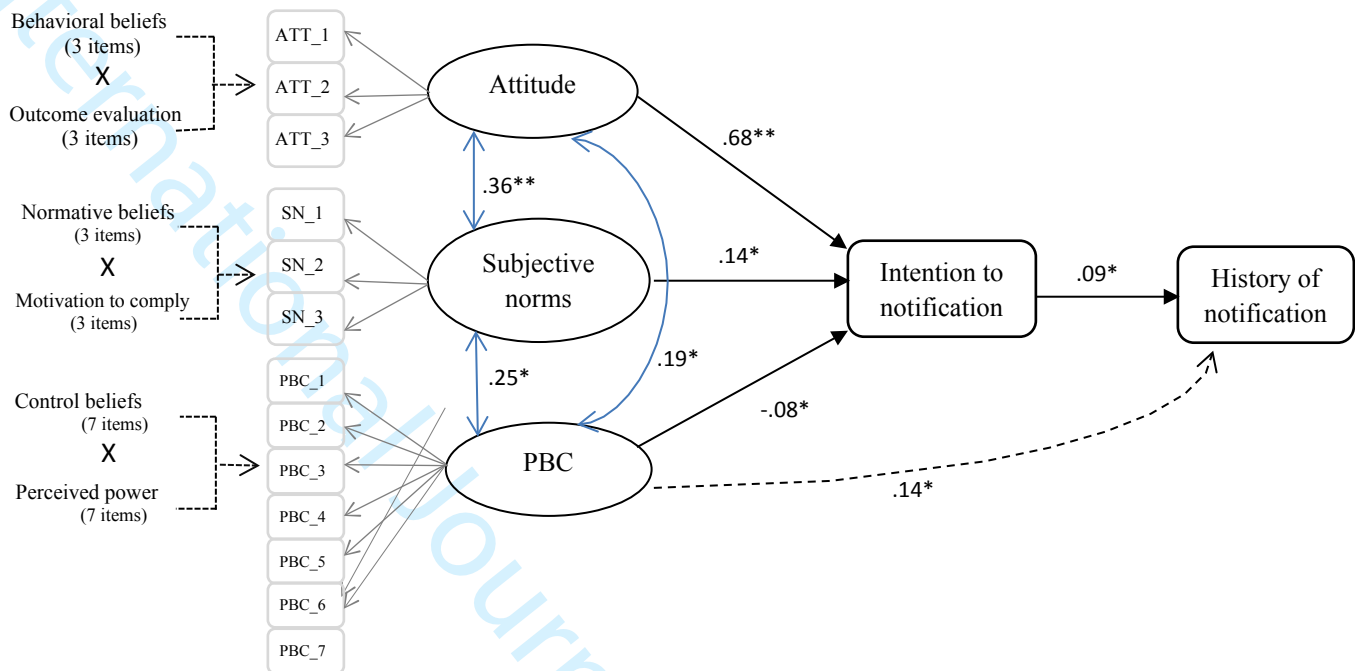 Behavioral beliefs
(3 items)
X
Outcome evaluation
(3 items)
ATT_1
ATT_2
ATT_3
Attitude
.68**
.36**
Normative beliefs
(3 items)
X
Motivation to comply
(3 items)
SN_1
SN_2
SN_3
Subjective
norms
.14*
Intention to
notification
.09*
History of
notification
.25*
.19*
-.08*
Control beliefs
(7 items)
X
Perceived power
(7 items)
PBC_1
PBC_2
PBC_3
PBC_4
PBC_5
PBC_6
PBC_7
PBC
.14*
International Journ